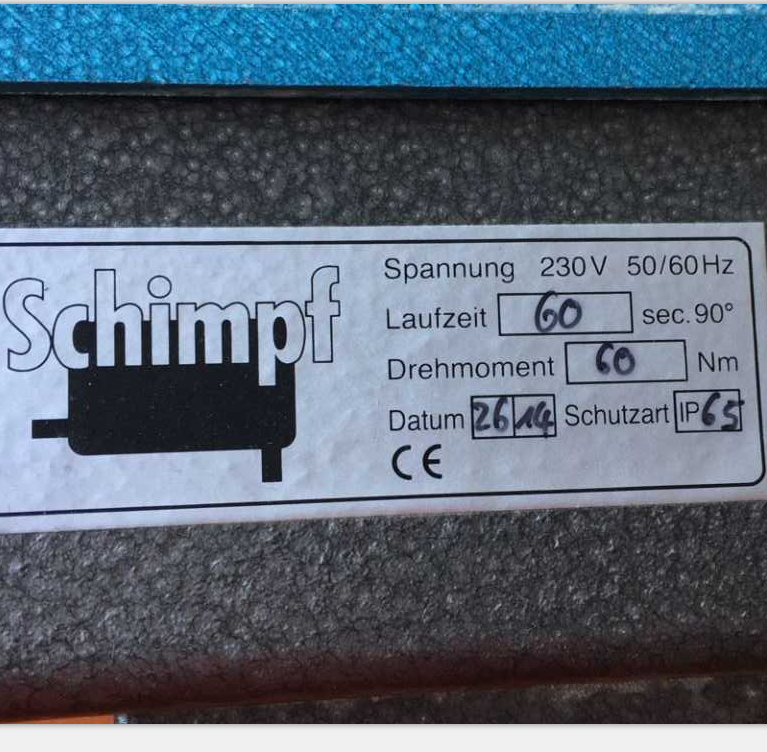 Schimpf
Spannung 230V 50/60Hz
Laufzeit 60 sec. 90°
Drehmoment 60 Nm
Datum 26 14 Schutzart IP65
CE